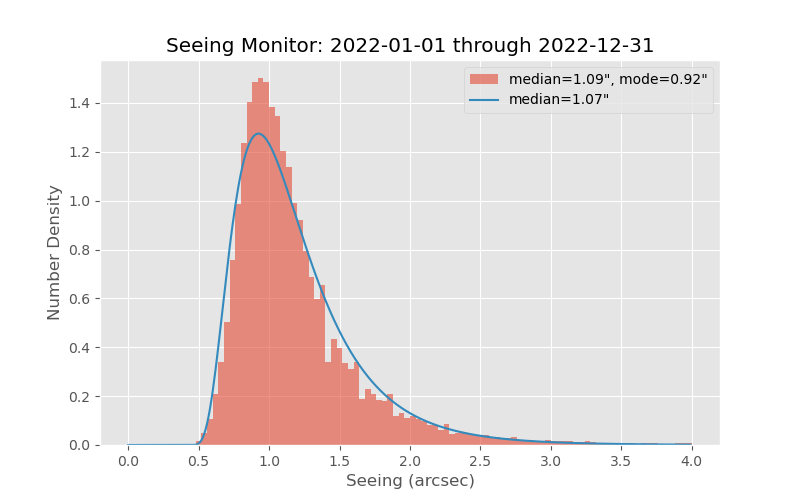 Seeing Monitor: 2022-01-01 through 2022-12-31
median=1.09", mode=0.92"
median=1.07"
Number Density
1.4
1.2
1.0
0.8
0.6
0.4
0.2
0.0
0.0 0.5 1.0 1.5 2.0 2.5 3.0 3.5 4.0
Seeing (arcsec)